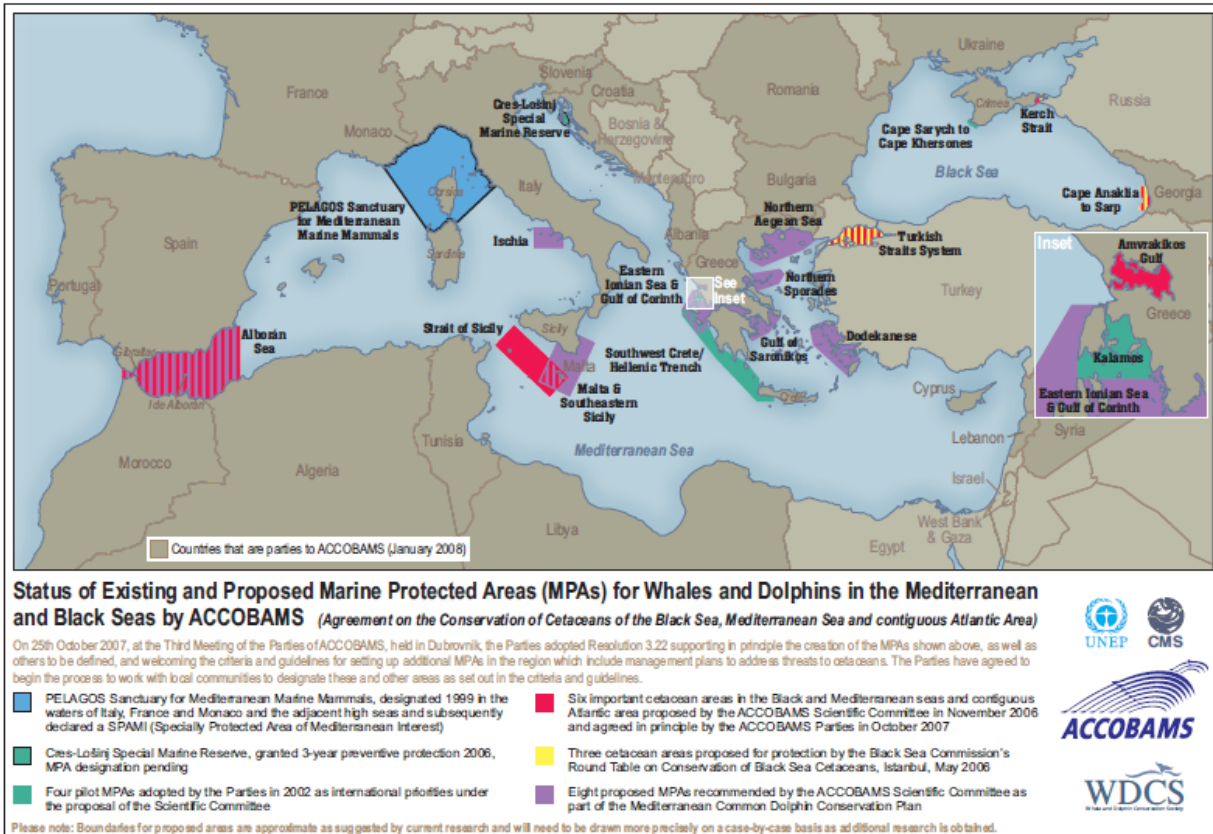 Ukraine
Slovenia
France
Croatia
Romania
Russia
Crimea
Monaco
Cres-Lošinj
Special
Marine Reserve
Bosnia &
Herzegovina
Kerch
Strait
Cape Sarych to
Cape Khersones
Italy
Montenegro
Black Sea
Bulgaria
Georgia
Corsica
PELAGOS Sanctuary
for Mediterranean
Marine Mammals
Northern
Aegean Sea
Cape Anaklia
to Sarp
Spain
Ischia
Albania
Turkish
Straits System
Inset
Amvrakikos
Gulf
Sardinia
Greece
Portugal
Eastern
Ionian Sea &
Gulf of Corinth
See
Inset
Northern
Sporades
Turkey
Greece
Alborán
Sea
Strait of Sicily
Sicily
Gulf of
Saronikos
Dodekanese
Gibraltar
Malta
Southwest Crete/
Hellenic Trench
Kalamos
Malta &
Southeastern
Sicily
Crete
Cyprus
Eastern Ionian Sea
& Gulf of Corinth
I de Alborán
Lebanon
Syria
Tunisia
Mediterranean Sea
Morocco
Algeria
Israel
Libya
West Bank
& Gaza
Egypt
Countries that are parties to ACCOBAMS (January 2008)
Status of Existing and Proposed Marine Protected Areas (MPAs) for Whales and Dolphins in the Mediterranean
and Black Seas by ACCOBAMS (Agreement on the Conservation of Cetaceans of the Black Sea, Mediterranean Sea and contiguous Atlantic Area)
On 25th October 2007, at the Third Meeting of the Parties of ACCOBAMS, held in Dubrovnik, the Parties adopted Resolution 3.22 supporting in principle the creation of the MPAs shown above, as well as
others to be defined, and welcoming the criteria and guidelines for setting up additional MPAs in the region which include management plans to address threats to cetaceans. The Parties have agreed to
begin the process to work with local communities to designate these and other areas as set out in the criteria and guidelines.
UNEP
CMS
PELAGOS Sanctuary for Mediterranean Marine Mammals, designated 1999 in the
waters of Italy, France and Monaco and the adjacent high seas and subsequently
declared a SPAMI (Specially Protected Area of Mediterranean Interest)
Cres-Lošinj Special Marine Reserve, granted 3-year preventive protection 2006,
MPA designation pending
Four pilot MPAs adopted by the Parties in 2002 as international priorities under
the proposal of the Scientific Committee
Six important cetacean areas in the Black and Mediterranean seas and contiguous
Atlantic area proposed by the ACCOBAMS Scientific Committee in November 2006
and agreed in principle by the ACCOBAMS Parties in October 2007
Three cetacean areas proposed for protection by the Black Sea Commission's
Round Table on Conservation of Black Sea Cetaceans, Istanbul, May 2006
Eight proposed MPAs recommended by the ACCOBAMS Scientific Committee as
part of the Mediterranean Common Dolphin Conservation Plan
ACCOBAMS
WDCS
Whale and Dolphin Conservation Society
Please note: Boundaries for proposed areas are approximate as suggested by current research and will need to be drawn more precisely on a case-by-case basis as additional research is obtained.